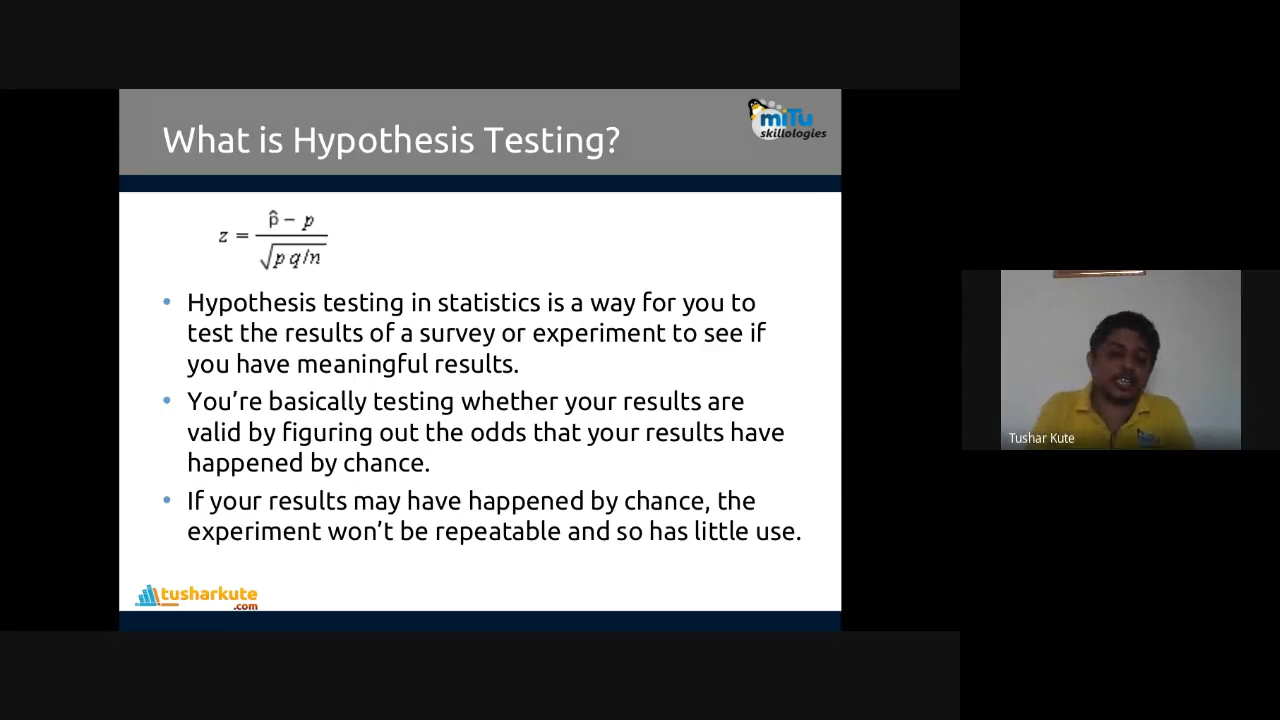 What is Hypothesis Testing?
miTu
skillologies
z = p̂ − p / √p q/n
• Hypothesis testing in statistics is a way for you to
test the results of a survey or experiment to see if
you have meaningful results.
• You’re basically testing whether your results are
valid by figuring out the odds that your results have
happened by chance.
• If your results may have happened by chance, the
experiment won’t be repeatable and so has little use.
tusharkute
.com
Tushar Kute